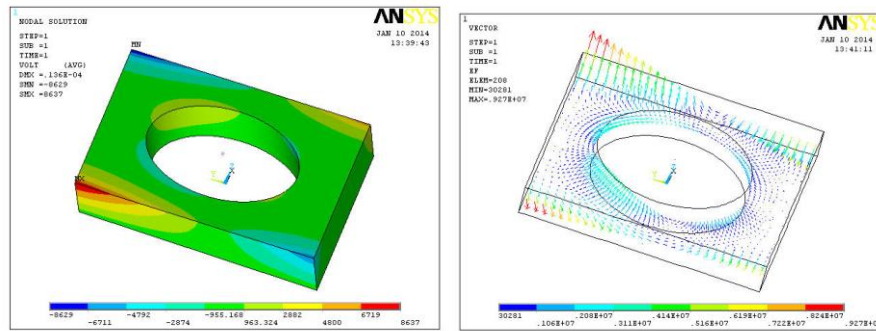 1
NODAL SOLUTION
STEP=1
SUB =1
TIME=1
VOLT (AVG)
DMX =.136E-04
SMN =-8629
SMX =8637
ANSYS
JAN 10 2014
13:39:43
MN
MX
Z
X
-8629 -4792 -955.168 2882 6719
-6711 -2874 963.324 4800 8637
1
VECTOR
STEP=1
SUB =1
TIME=1
EF
ELEM=208
MIN=30281
MAX=.927E+07
ANSYS
JAN 10 2014
13:41:11
X
30281 .208E+07 .414E+07 .619E+07 .824E+07
.106E+07 .311E+07 .516E+07 .722E+07 .927E+07